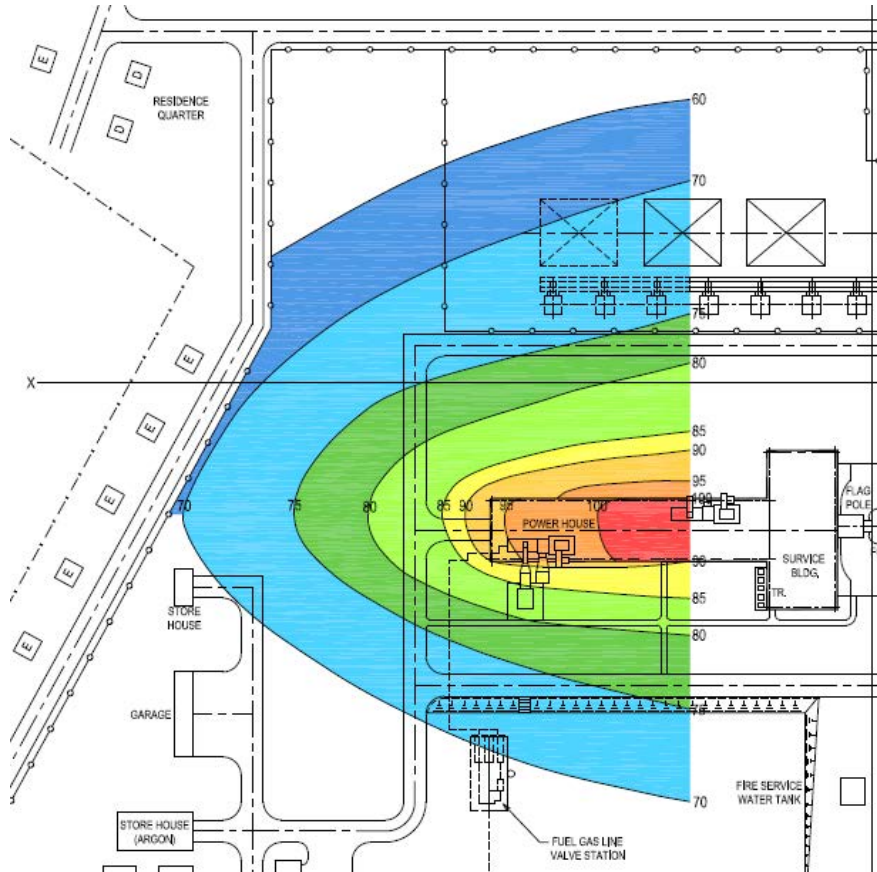 E
D
D
RESIDENCE
QUARTER
60
70
75
80
X
E
E
E
E
E
85
90
95
100
70
75
80
85
90
95
100
POWER HOUSE
FLAG
POLE
SURVICE
BLDG,
TR.
90
85
80
75
70
STORE
HOUSE
GARAGE
STORE HOUSE
(ARGON)
FIRE SERVICE
WATER TANK
FUEL GAS LINE
VALVE STATION